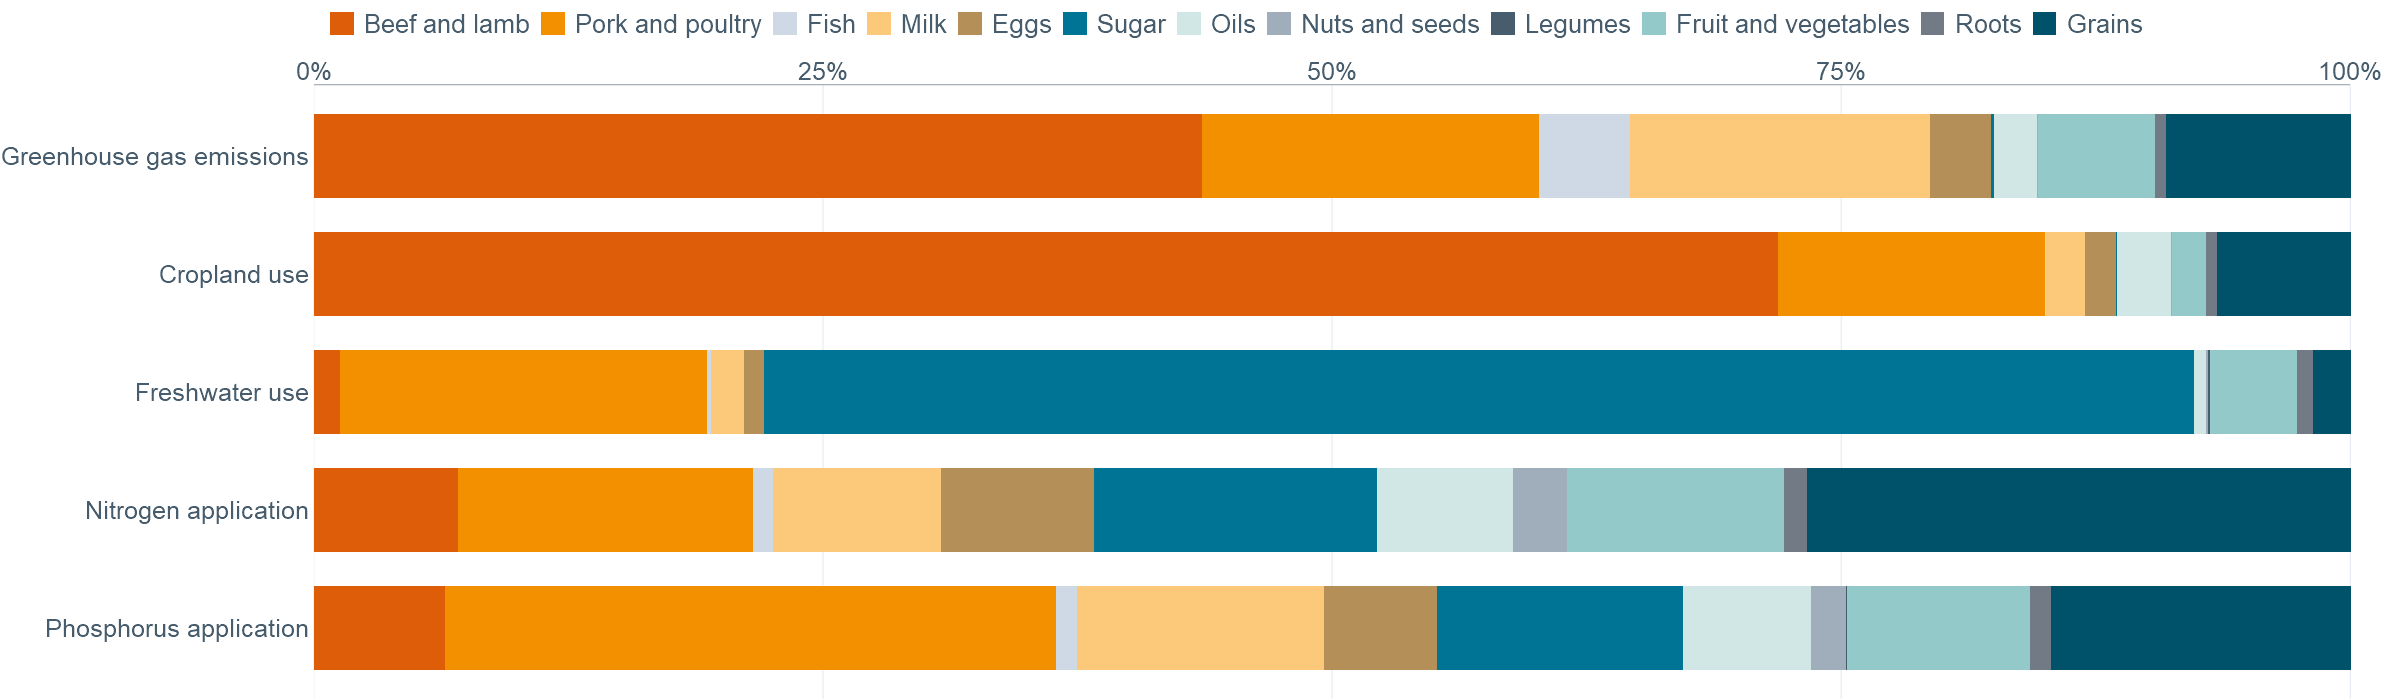 Beef and lamb Pork and poultry Fish Milk Eggs Sugar Oils Nuts and seeds Legumes Fruit and vegetables Roots Grains
0% 25% 50% 75% 100%
Greenhouse gas emissions
Cropland use
Freshwater use
Nitrogen application
Phosphorus application